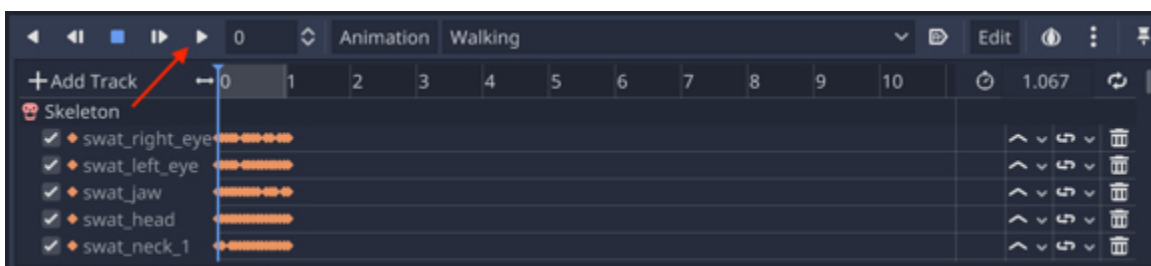 0 Animation Walking Edit
+ Add Track 0 1 2 3 4 5 6 7 8 9 10 1.067
Skeleton
swat_right_eye
swat_left_eye
swat_jaw
swat_head
swat_neck_1